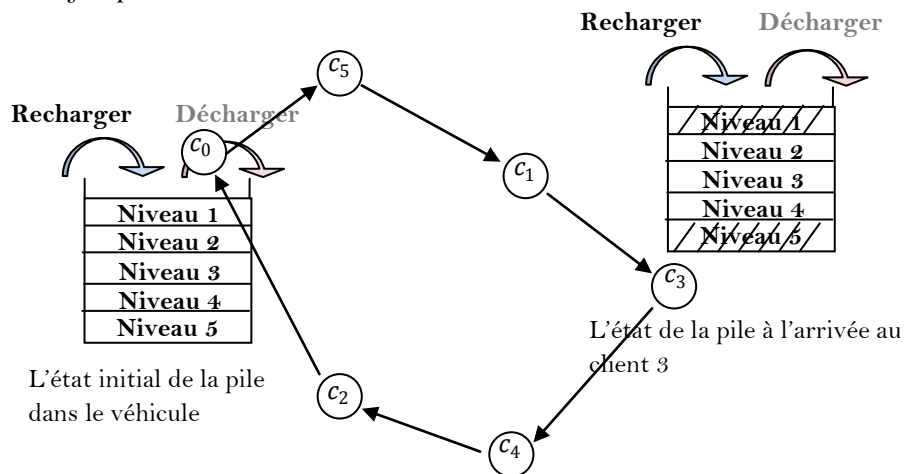 Recharger
Décharger
Niveau 1
Niveau 2
Niveau 3
Niveau 4
Niveau 5
L'état de la pile à l'arrivée au
client 3
Recharger
Décharger
Niveau 1
Niveau 2
Niveau 3
Niveau 4
Niveau 5
L'état initial de la pile
dans le véhicule
c₀
c₅
c₁
c₃
c₄
c₂